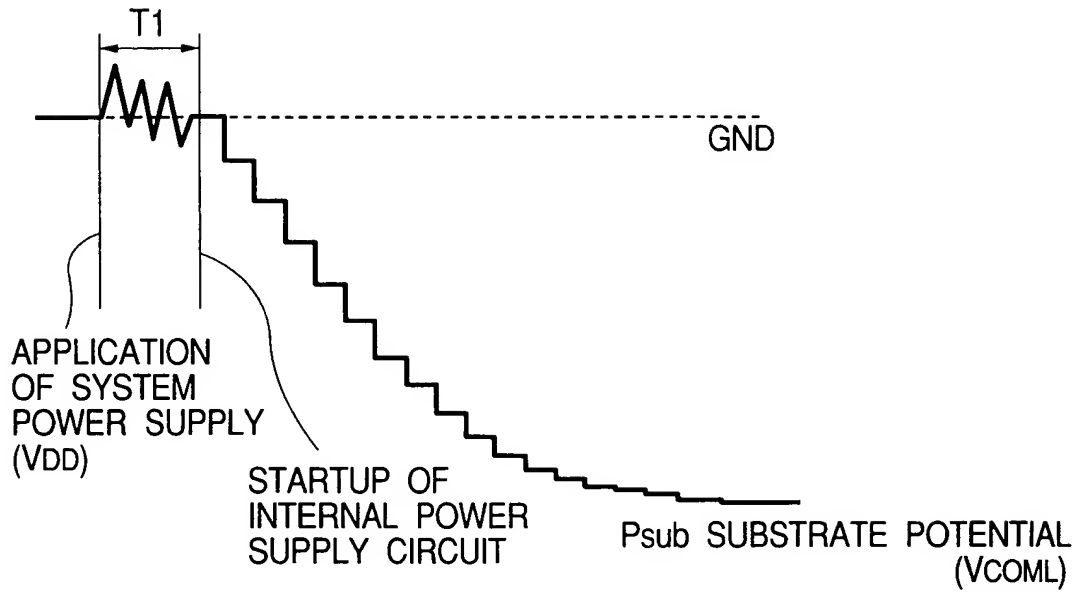 T1
GND
APPLICATION
OF SYSTEM
POWER SUPPLY
(VDD)
STARTUP OF
INTERNAL POWER
SUPPLY CIRCUIT
Psub SUBSTRATE POTENTIAL
(VCOML)